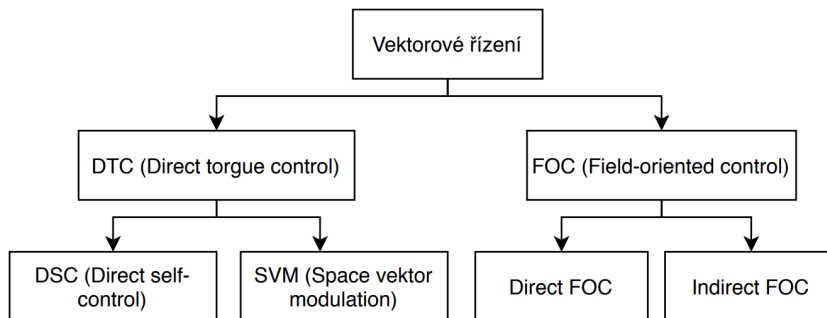 Vektorové řízení
DTC (Direct torgue control)
FOC (Field-oriented control)
DSC (Direct self-
control)
SVM (Space vektor
modulation)
Direct FOC
Indirect FOC